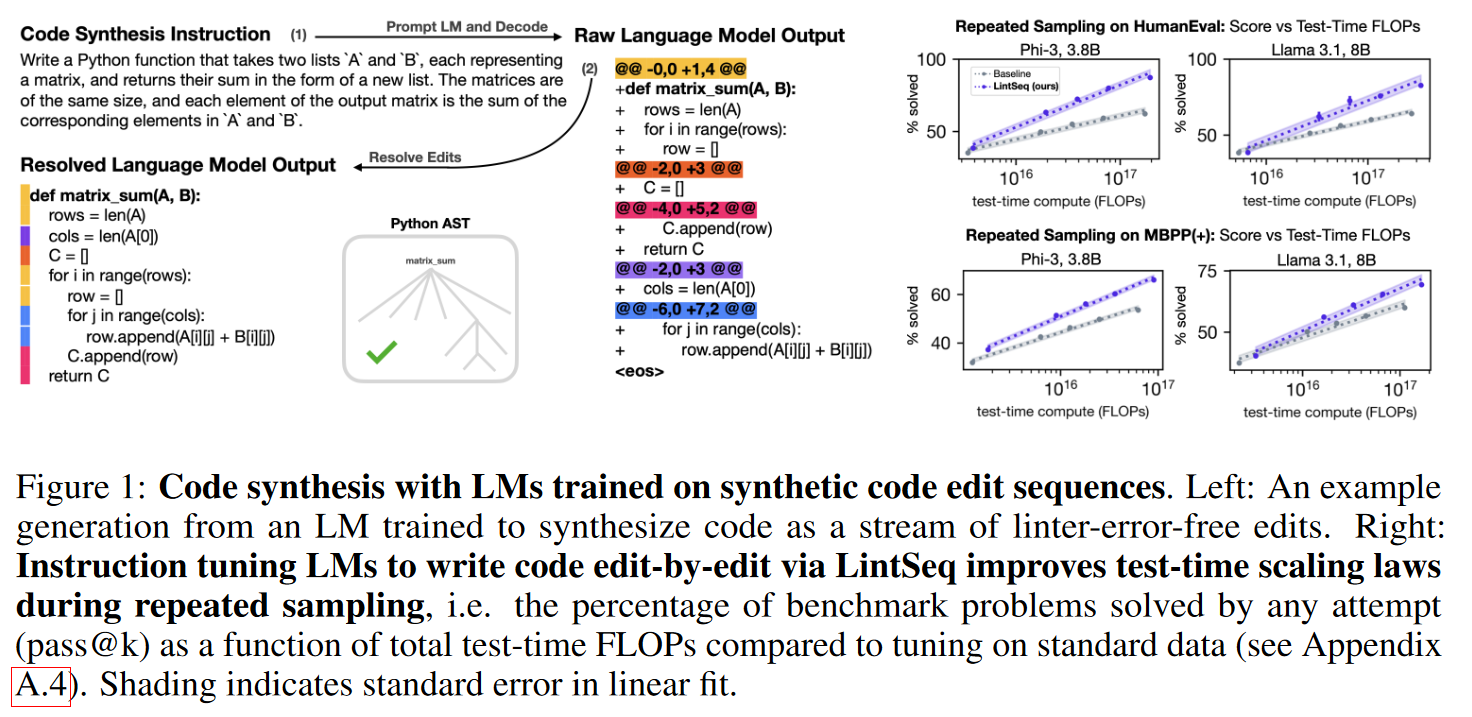 Code Synthesis Instruction
(1)
Prompt LM and Decode
Write a Python function that takes two lists `A` and `B`, each representing
a matrix, and returns their sum in the form of a new list. The matrices are
of the same size, and each element of the output matrix is the sum of the
corresponding elements in `A` and `B`.
(2)
Resolve Edits
Resolved Language Model Output
def matrix_sum(A, B):
rows = len(A)
cols = len(A[0])
C = []
for i in range(rows):
row = []
for j in range(cols):
row.append(A[i][j] + B[i][j])
C.append(row)
return C
Python AST
matrix_sum
Raw Language Model Output
@@ -0,0 +1,4 @@
+def matrix_sum(A, B):
+ rows = len(A)
+ for i in range(rows):
+ row = []
@@ -2,0 +3 @@
+ C = []
@@ -4,0 +5,2 @@
+ C.append(row)
+ return C
@@ -2,0 +3 @@
+ cols = len(A[0])
@@ -6,0 +7,2 @@
+ for j in range(cols):
+ row.append(A[i][j] + B[i][j])
<eos>
Repeated Sampling on HumanEval: Score vs Test-Time FLOPs
Phi-3, 3.8B
% solved
100
50
Baseline
LintSeq (ours)
10^16
10^17
test-time compute (FLOPs)
Llama 3.1, 8B
% solved
100
50
10^16
10^17
test-time compute (FLOPs)
Repeated Sampling on MBPP(+): Score vs Test-Time FLOPs
Phi-3, 3.8B
% solved
60
40
10^16
10^17
test-time compute (FLOPs)
Llama 3.1, 8B
% solved
75
50
10^16
10^17
test-time compute (FLOPs)
Figure 1: Code synthesis with LMs trained on synthetic code edit sequences. Left: An example
generation from an LM trained to synthesize code as a stream of linter-error-free edits. Right:
Instruction tuning LMs to write code edit-by-edit via LintSeq improves test-time scaling laws
during repeated sampling, i.e. the percentage of benchmark problems solved by any attempt
(pass@k) as a function of total test-time FLOPs compared to tuning on standard data (see Appendix
A.4). Shading indicates standard error in linear fit.